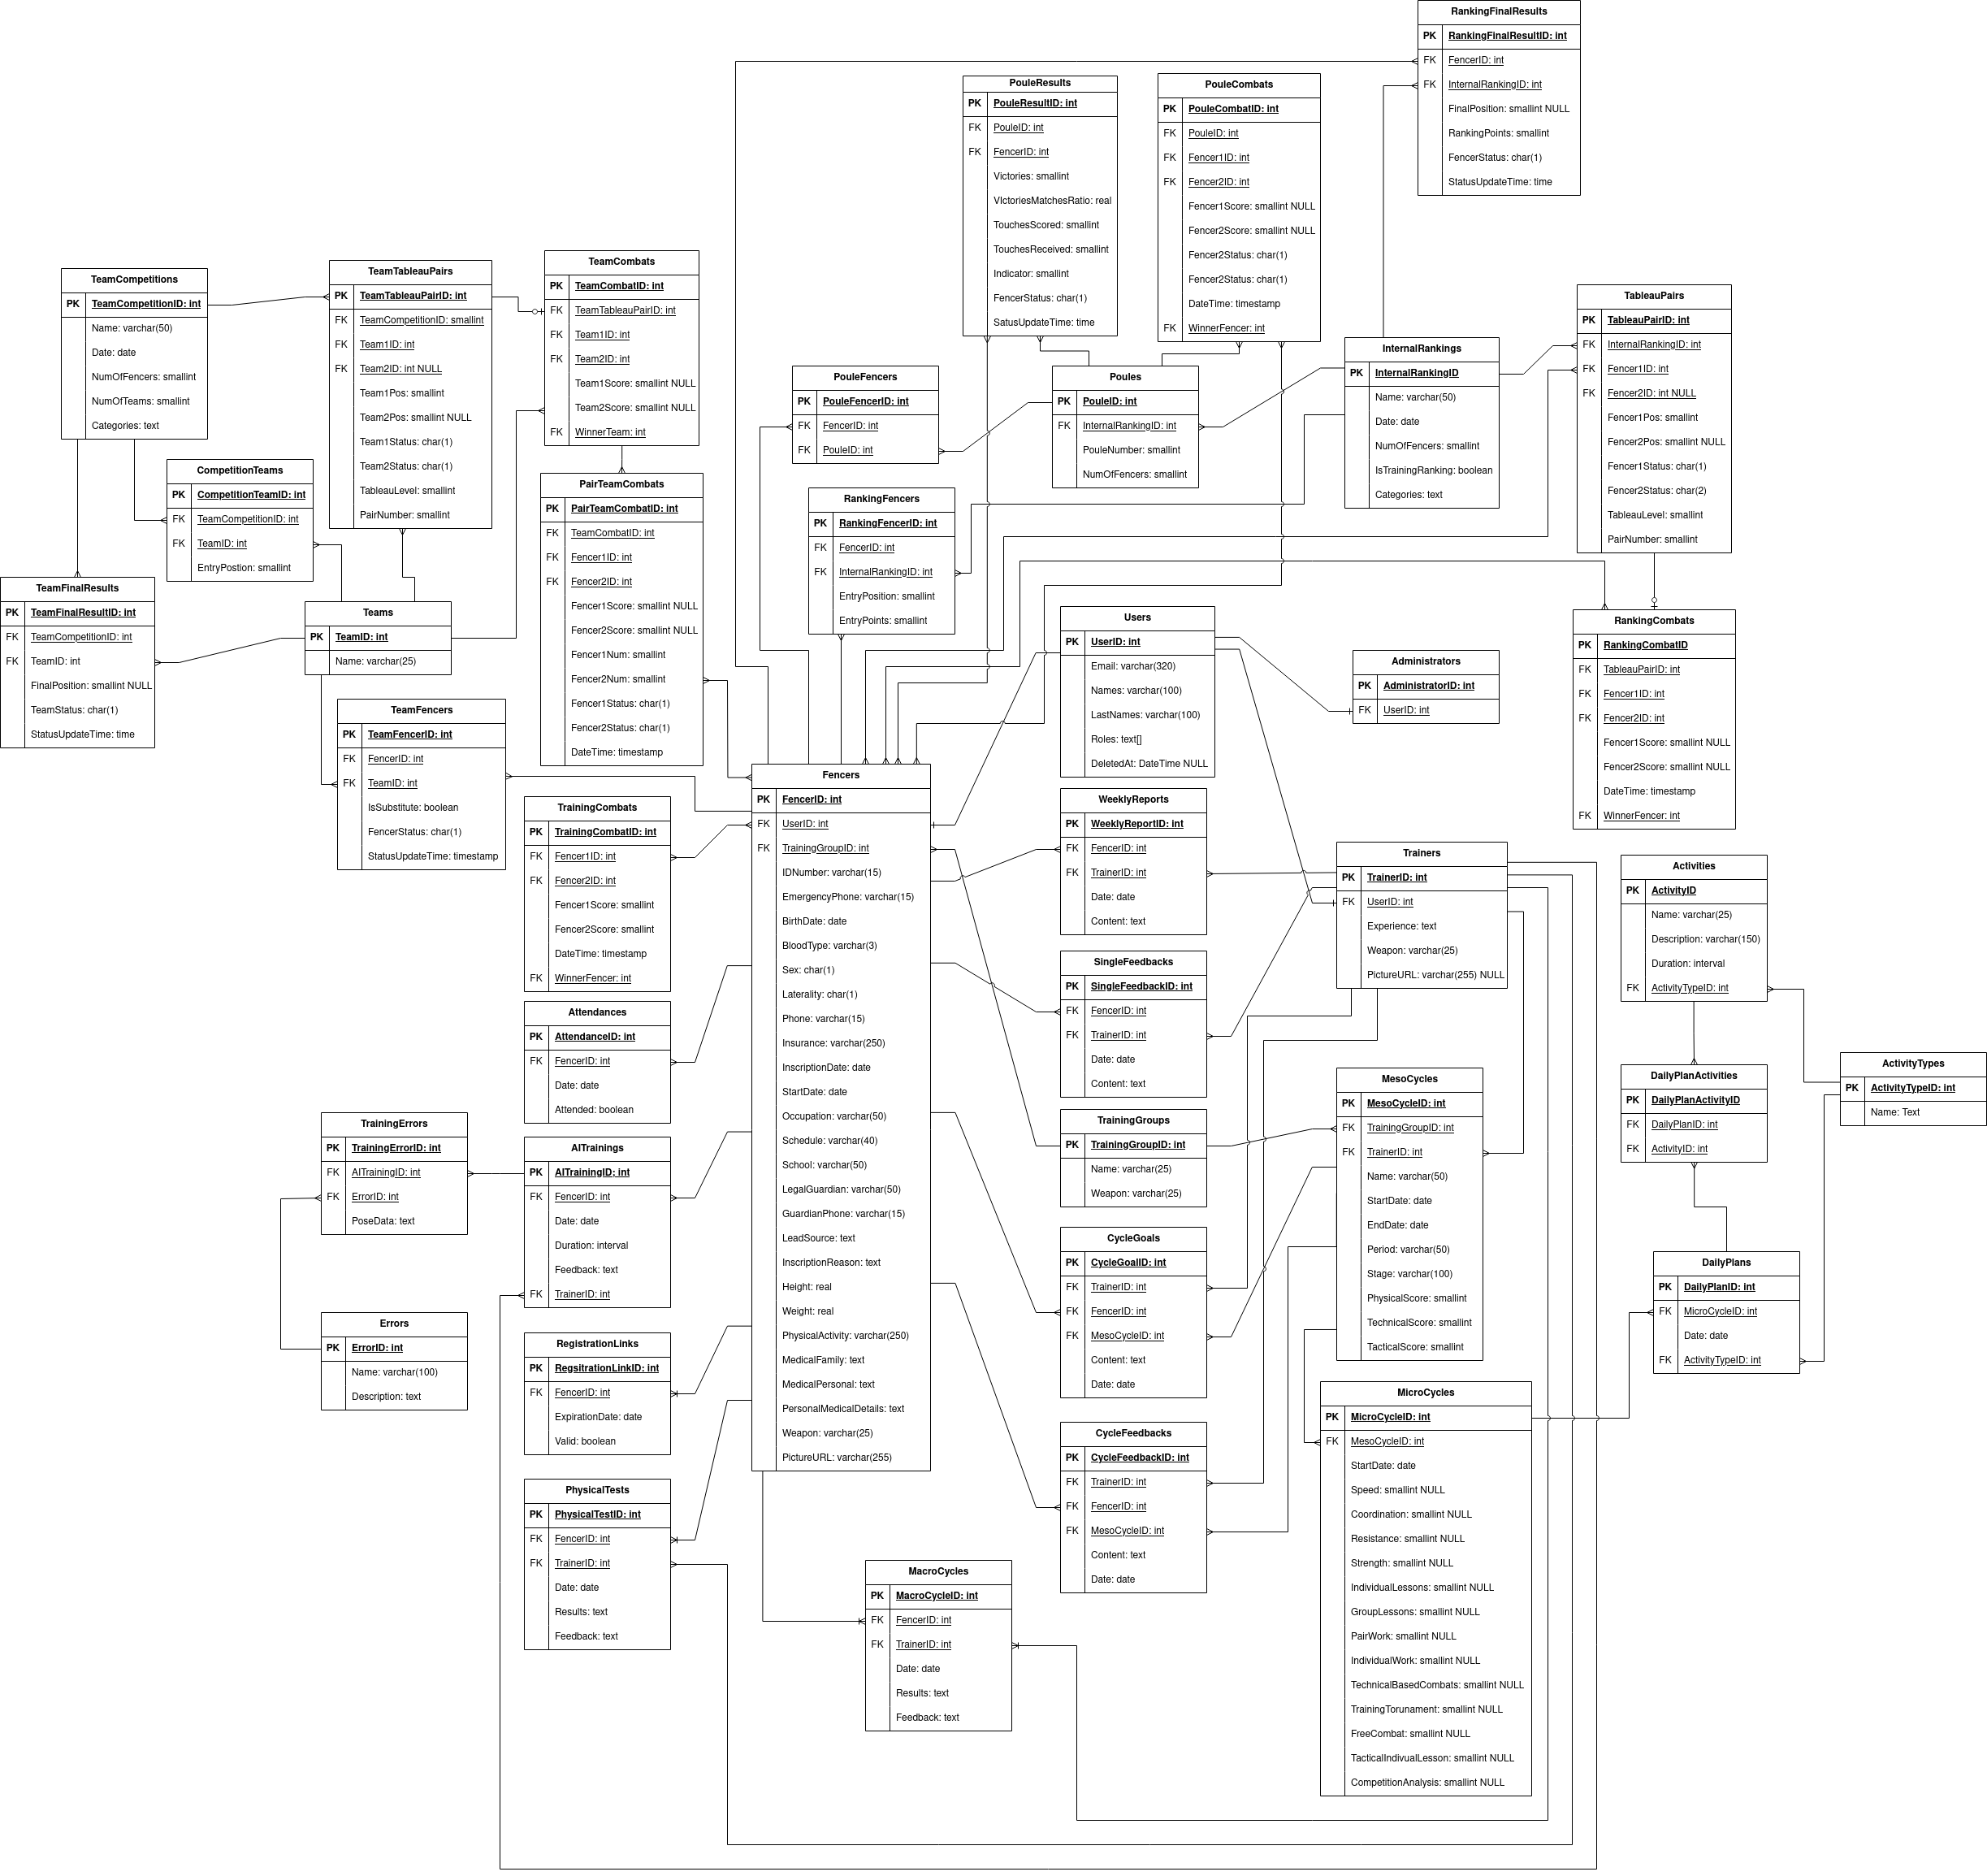 RankingFinalResults
PK RankingFinalResultID: int
FK FencerID: int
FK InternalRankingID: int
FinalPosition: smallint NULL
RankingPoints: smallint
FencerStatus: char(1)
StatusUpdateTime: time
PouleResults
PK PouleResultID: int
FK PouleID: int
FK FencerID: int
Victories: smallint
VIctoriesMatchesRatio: real
TouchesScored: smallint
TouchesReceived: smallint
Indicator: smallint
FencerStatus: char(1)
SatusUpdateTime: time
PouleCombats
PK PouleCombatID: int
FK PouleID: int
FK Fencer1ID: int
FK Fencer2ID: int
Fencer1Score: smallint NULL
Fencer2Score: smallint NULL
Fencer2Status: char(1)
Fencer2Status: char(1)
DateTime: timestamp
FK WinnerFencer: int
TeamCompetitions
PK TeamCompetitionID: int
Name: varchar(50)
Date: date
NumOfFencers: smallint
NumOfTeams: smallint
Categories: text
TeamTableauPairs
PK TeamTableauPairID: int
FK TeamCompetitionID: smallint
FK Team1ID: int
FK Team2ID: int NULL
Team1Pos: smallint
Team2Pos: smallint NULL
Team1Status: char(1)
Team2Status: char(1)
TableauLevel: smallint
PairNumber: smallint
TeamCombats
PK TeamCombatID: int
FK TeamTableauPairID: int
FK Team1ID: int
FK Team2ID: int
Team1Score: smallint NULL
Team2Score: smallint NULL
FK WinnerTeam: int
TableauPairs
PK TableauPairID: int
FK InternalRankingID: int
FK Fencer1ID: int
FK Fencer2ID: int NULL
Fencer1Pos: smallint
Fencer2Pos: smallint NULL
Fencer1Status: char(1)
Fencer2Status: char(2)
TableauLevel: smallint
PairNumber: smallint
InternalRankings
PK InternalRankingID
Name: varchar(50)
Date: date
NumOfFencers: smallint
IsTrainingRanking: boolean
Categories: text
PouleFencers
PK PouleFencerID: int
FK FencerID: int
FK PouleID: int
Poules
PK PouleID: int
FK InternalRankingID: int
PouleNumber: smallint
NumOfFencers: smallint
CompetitionTeams
PK CompetitionTeamID: int
FK TeamCompetitionID: int
FK TeamID: int
EntryPostion: smallint
PairTeamCombats
PK PairTeamCombatID: int
FK TeamCombatID: int
FK Fencer1ID: int
FK Fencer2ID: int
Fencer1Score: smallint NULL
Fencer2Score: smallint NULL
Fencer1Num: smallint
Fencer2Num: smallint
Fencer1Status: char(1)
Fencer2Status: char(1)
DateTime: timestamp
RankingFencers
PK RankingFencerID: int
FK FencerID: int
FK InternalRankingID: int
EntryPosition: smallint
EntryPoints: smallint
TeamFinalResults
PK TeamFinalResultID: int
FK TeamCompetitionID: int
FK TeamID: int
FinalPosition: smallint NULL
TeamStatus: char(1)
StatusUpdateTime: time
Teams
PK TeamID: int
Name: varchar(25)
Users
PK UserID: int
Email: varchar(320)
Names: varchar(100)
LastNames: varchar(100)
Roles: text[]
DeletedAt: DateTime NULL
RankingCombats
PK RankingCombatID
FK TableauPairID: int
FK Fencer1ID: int
FK Fencer2ID: int
Fencer1Score: smallint NULL
Fencer2Score: smallint NULL
DateTime: timestamp
FK WinnerFencer: int
Administrators
PK AdministratorID: int
FK UserID: int
TeamFencers
PK TeamFencerID: int
FK FencerID: int
FK TeamID: int
IsSubstitute: boolean
FencerStatus: char(1)
StatusUpdateTime: timestamp
Fencers
PK FencerID: int
FK UserID: int
FK TrainingGroupID: int
IDNumber: varchar(15)
EmergencyPhone: varchar(15)
BirthDate: date
BloodType: varchar(3)
Sex: char(1)
Laterality: char(1)
Phone: varchar(15)
Insurance: varchar(250)
InscriptionDate: date
StartDate: date
Occupation: varchar(50)
Schedule: varchar(40)
School: varchar(50)
LegalGuardian: varchar(50)
GuardianPhone: varchar(15)
LeadSource: text
InscriptionReason: text
Height: real
Weight: real
PhysicalActivity: varchar(250)
MedicalFamily: text
MedicalPersonal: text
PersonalMedicalDetails: text
Weapon: varchar(25)
PictureURL: varchar(255)
TrainingCombats
PK TrainingCombatID: int
FK Fencer1ID: int
FK Fencer2ID: int
Fencer1Score: smallint
Fencer2Score: smallint
DateTime: timestamp
FK WinnerFencer: int
WeeklyReports
PK WeeklyReportID: int
FK FencerID: int
FK TrainerID: int
Date: date
Content: text
Trainers
PK TrainerID: int
FK UserID: int
Experience: text
Weapon: varchar(25)
PictureURL: varchar(255) NULL
Activities
PK ActivityID
Name: varchar(25)
Description: varchar(150)
Duration: interval
FK ActivityTypeID: int
SingleFeedbacks
PK SingleFeedbackID: int
FK FencerID: int
FK TrainerID: int
Date: date
Content: text
Attendances
PK AttendanceID: int
FK FencerID: int
Date: date
Attended: boolean
ActivityTypes
PK ActivityTypeID: int
Name: Text
DailyPlanActivities
PK DailyPlanActivityID
FK DailyPlanID: int
FK ActivityID: int
MesoCycles
PK MesoCycleID: int
FK TrainingGroupID: int
FK TrainerID: int
Name: varchar(50)
StartDate: date
EndDate: date
Period: varchar(50)
Stage: varchar(100)
PhysicalScore: smallint
TechnicalScore: smallint
TacticalScore: smallint
TrainingGroups
PK TrainingGroupID: int
Name: varchar(25)
Weapon: varchar(25)
TrainingErrors
PK TrainingErrorID: int
FK AITrainingID: int
FK ErrorID: int
PoseData: text
AITrainings
PK AITrainingID: int
FK FencerID: int
Date: date
Duration: interval
Feedback: text
FK TrainerID: int
CycleGoals
PK CycleGoalID: int
FK TrainerID: int
FK FencerID: int
FK MesoCycleID: int
Content: text
Date: date
DailyPlans
PK DailyPlanID: int
FK MicroCycleID: int
Date: date
FK ActivityTypeID: int
Errors
PK ErrorID: int
Name: varchar(100)
Description: text
RegistrationLinks
PK RegsitrationLinkID: int
FK FencerID: int
ExpirationDate: date
Valid: boolean
MicroCycles
PK MicroCycleID: int
FK MesoCycleID: int
StartDate: date
Speed: smallint NULL
Coordination: smallint NULL
Resistance: smallint NULL
Strength: smallint NULL
IndividualLessons: smallint NULL
GroupLessons: smallint NULL
PairWork: smallint NULL
IndividualWork: smallint NULL
TechnicalBasedCombats: smallint NULL
TrainingTorunament: smallint NULL
FreeCombat: smallint NULL
TacticalIndivualLesson: smallint NULL
CompetitionAnalysis: smallint NULL
CycleFeedbacks
PK CycleFeedbackID: int
FK TrainerID: int
FK FencerID: int
FK MesoCycleID: int
Content: text
Date: date
PhysicalTests
PK PhysicalTestID: int
FK FencerID: int
FK TrainerID: int
Date: date
Results: text
Feedback: text
MacroCycles
PK MacroCycleID: int
FK FencerID: int
FK TrainerID: int
Date: date
Results: text
Feedback: text